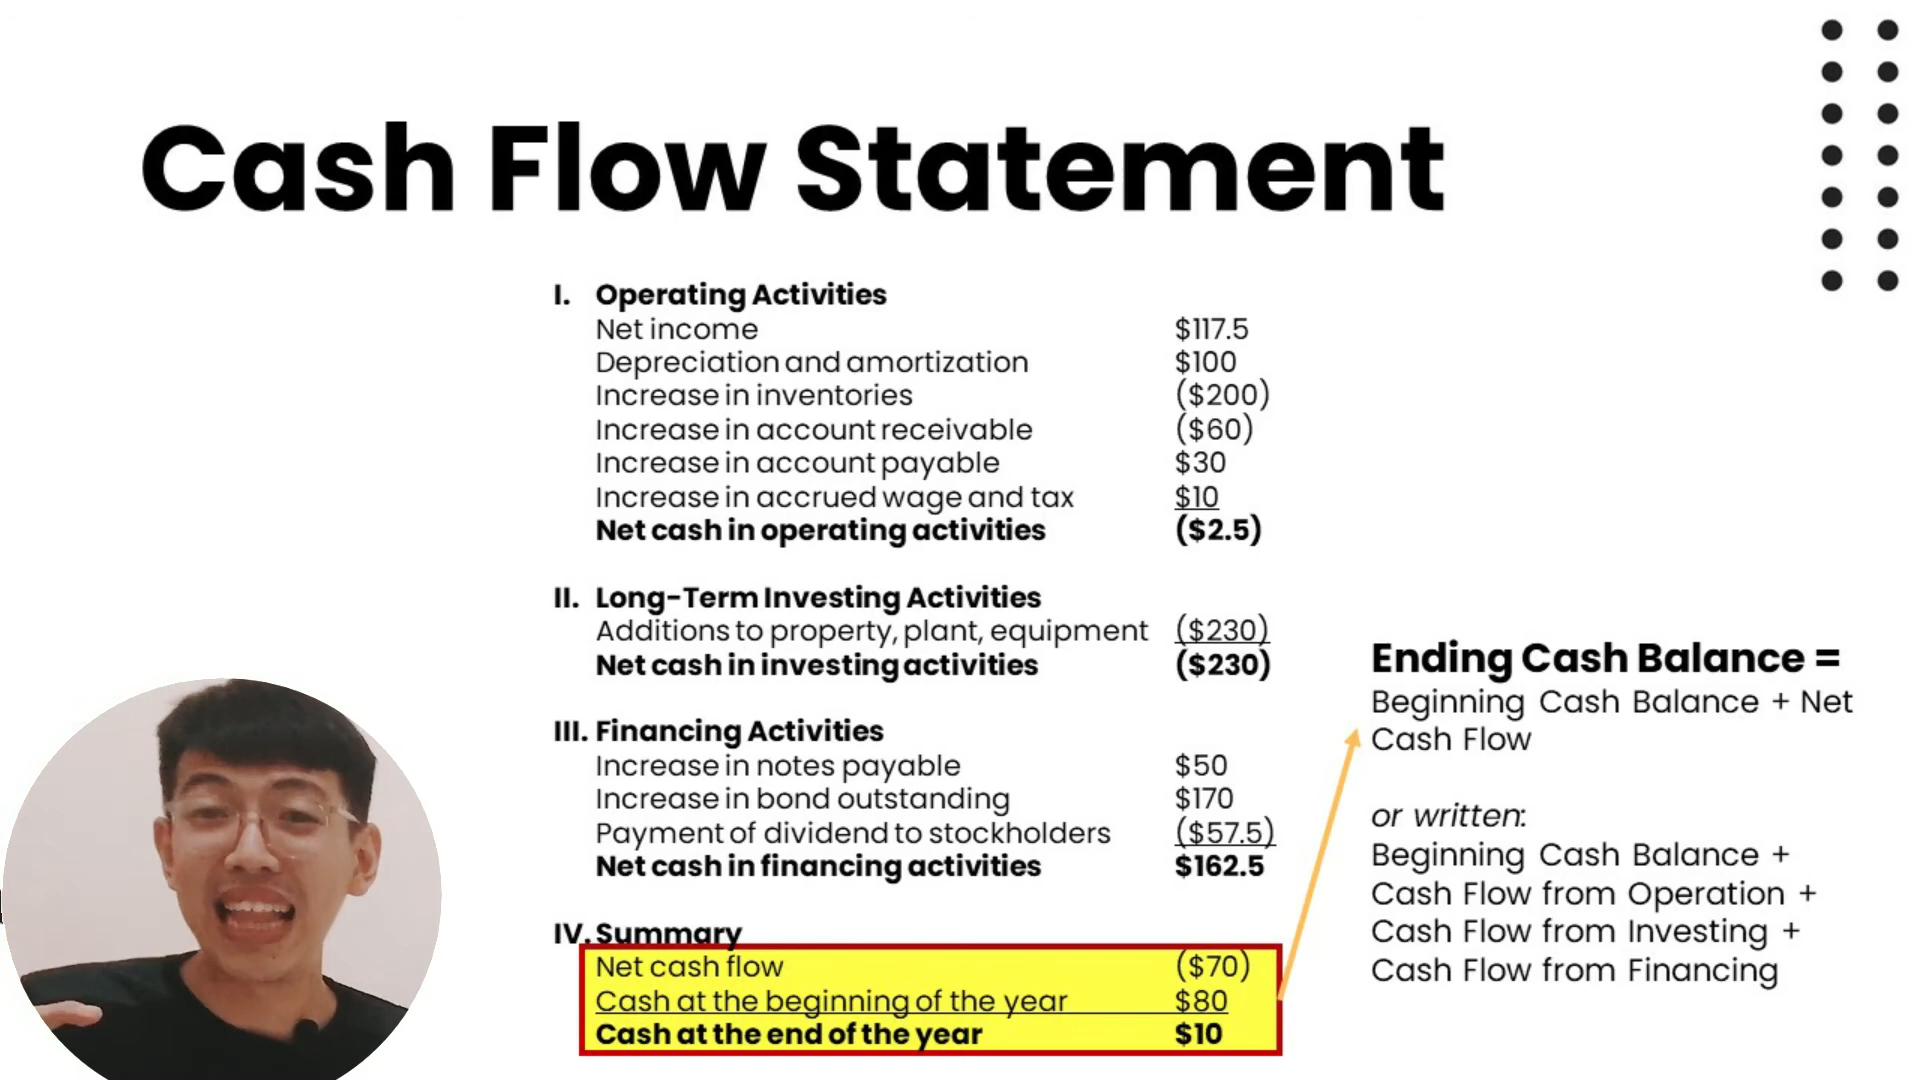 Cash Flow Statement
I. Operating Activities
Net income $117.5
Depreciation and amortization $100
Increase in inventories ($200)
Increase in account receivable ($60)
Increase in account payable $30
Increase in accrued wage and tax $10
Net cash in operating activities ($2.5)
II. Long-Term Investing Activities
Additions to property, plant, equipment ($230)
Net cash in investing activities ($230)
III. Financing Activities
Increase in notes payable $50
Increase in bond outstanding $170
Payment of dividend to stockholders ($57.5)
Net cash in financing activities $162.5
IV. Summary
Net cash flow ($70)
Cash at the beginning of the year $80
Cash at the end of the year $10
Ending Cash Balance =
Beginning Cash Balance + Net
Cash Flow
or written:
Beginning Cash Balance +
Cash Flow from Operation +
Cash Flow from Investing +
Cash Flow from Financing